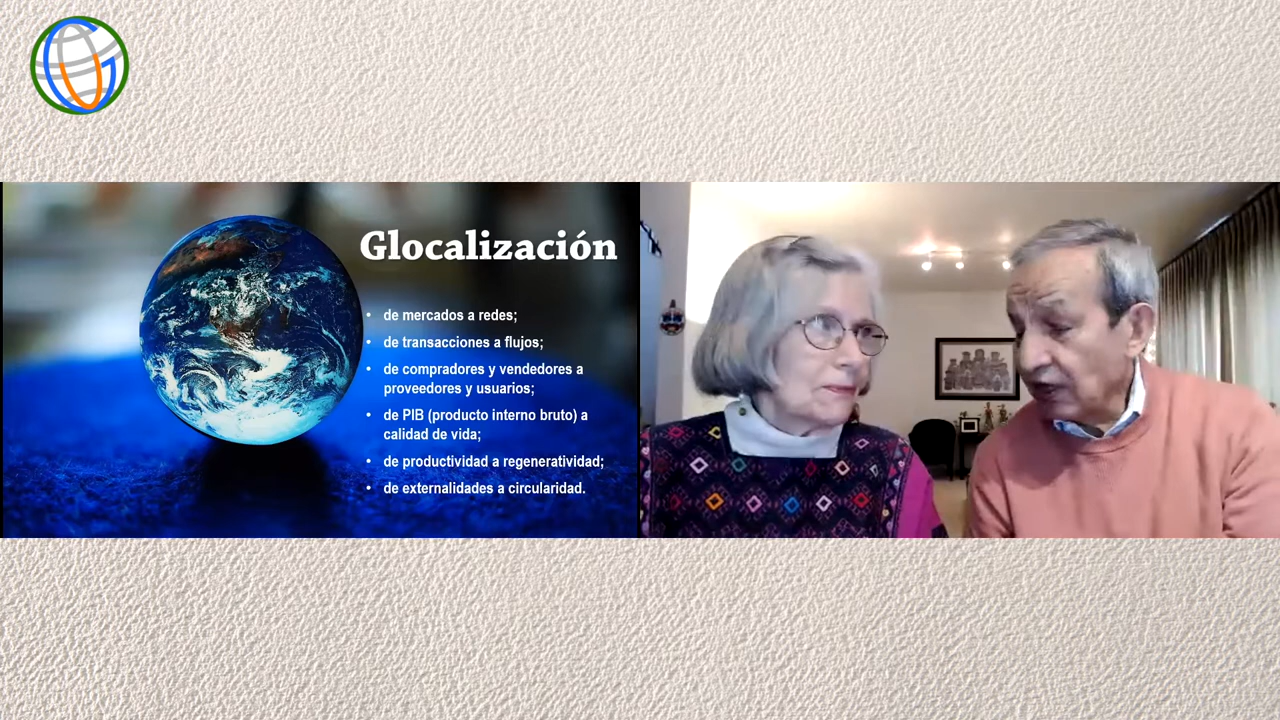 Glocalización
• de mercados a redes;
• de transacciones a flujos;
• de compradores y vendedores a
proveedores y usuarios;
• de PIB (producto interno bruto) a
calidad de vida;
• de productividad a regeneratividad;
• de externalidades a circularidad.